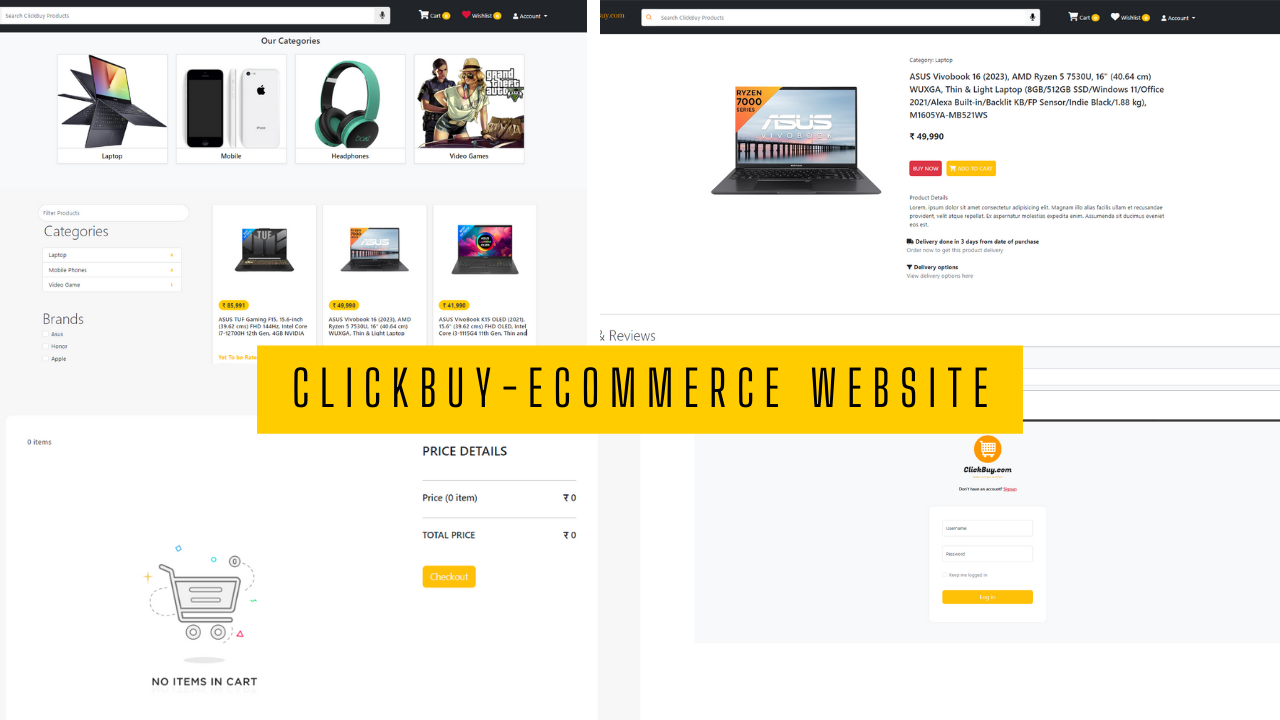 Search ClickBuy Products
Cart 0
Wishlist 0
Account
Our Categories
Laptop
Mobile
Headphones
grand theft auto V
Video Games
Filter Products
Categories
Laptop
Mobile Phones
Video Game
Brands
Asus
Honor
Apple
₹ 85,991
ASUS TUF Gaming F15, 15.6-inch
(39.62 cms) FHD 144Hz, Intel Core
i7-12700H 12th Gen, 4GB NVIDIA
Yet To be Rate
₹ 49,990
ASUS Vivobook 16 (2023), AMD
Ryzen 5 7530U, 16" (40.64 cm)
WUXGA, Thin & Light Laptop
₹ 41,990
ASUS VivoBook K15 OLED (2021),
15.6" (39.62 cms) FHD OLED, Intel
Core i3-1115G4 11th Gen, Thin and
uy.com
Search ClickBuy Products
Cart 0
Wishlist 0
Account
RYZEN
7000
SERIES
ASUS
VIVOBOOK
Category: Laptop
ASUS Vivobook 16 (2023), AMD Ryzen 5 7530U, 16" (40.64 cm)
WUXGA, Thin & Light Laptop (8GB/512GB SSD/Windows 11/Office
2021/Alexa Built-in/Backlit KB/FP Sensor/Indie Black/1.88 kg),
M1605YA-MB521WS
₹ 49,990
BUY NOW
ADD TO CART
Product Details
Lorem, ipsum dolor sit amet consectetur adipisicing elit. Magnam illo alias facilis ullam et recusandae
provident, velit atque repellat. Ex aspernatur molestias expedita enim. Assumenda sit ducimus eveniet
eos est.
Delivery done in 3 days from date of purchase
Order now to get this product delivery
Delivery options
View delivery options here
& Reviews
CLICKBUY-ECOMMERCE WEBSITE
0 items
NO ITEMS IN CART
PRICE DETAILS
Price (0 item) ₹ 0
TOTAL PRICE ₹ 0
Checkout
ClickBuy.com
Don't have an account? Signup
Username
Password
Keep me logged in
Log in